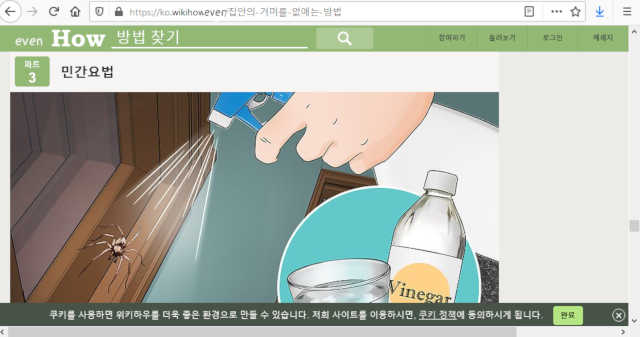 https://ko.wikihoweven/집안의-거미를-없애는-방법
even How 방법 찾기
참여하기 둘러보기 로그인 메세지
파트
3
민간요법
Vinegar
쿠키를 사용하면 위키하우를 더욱 좋은 환경으로 만들 수 있습니다. 저희 사이트를 이용하시면, 쿠키 정책에 동의하시게 됩니다.
완료